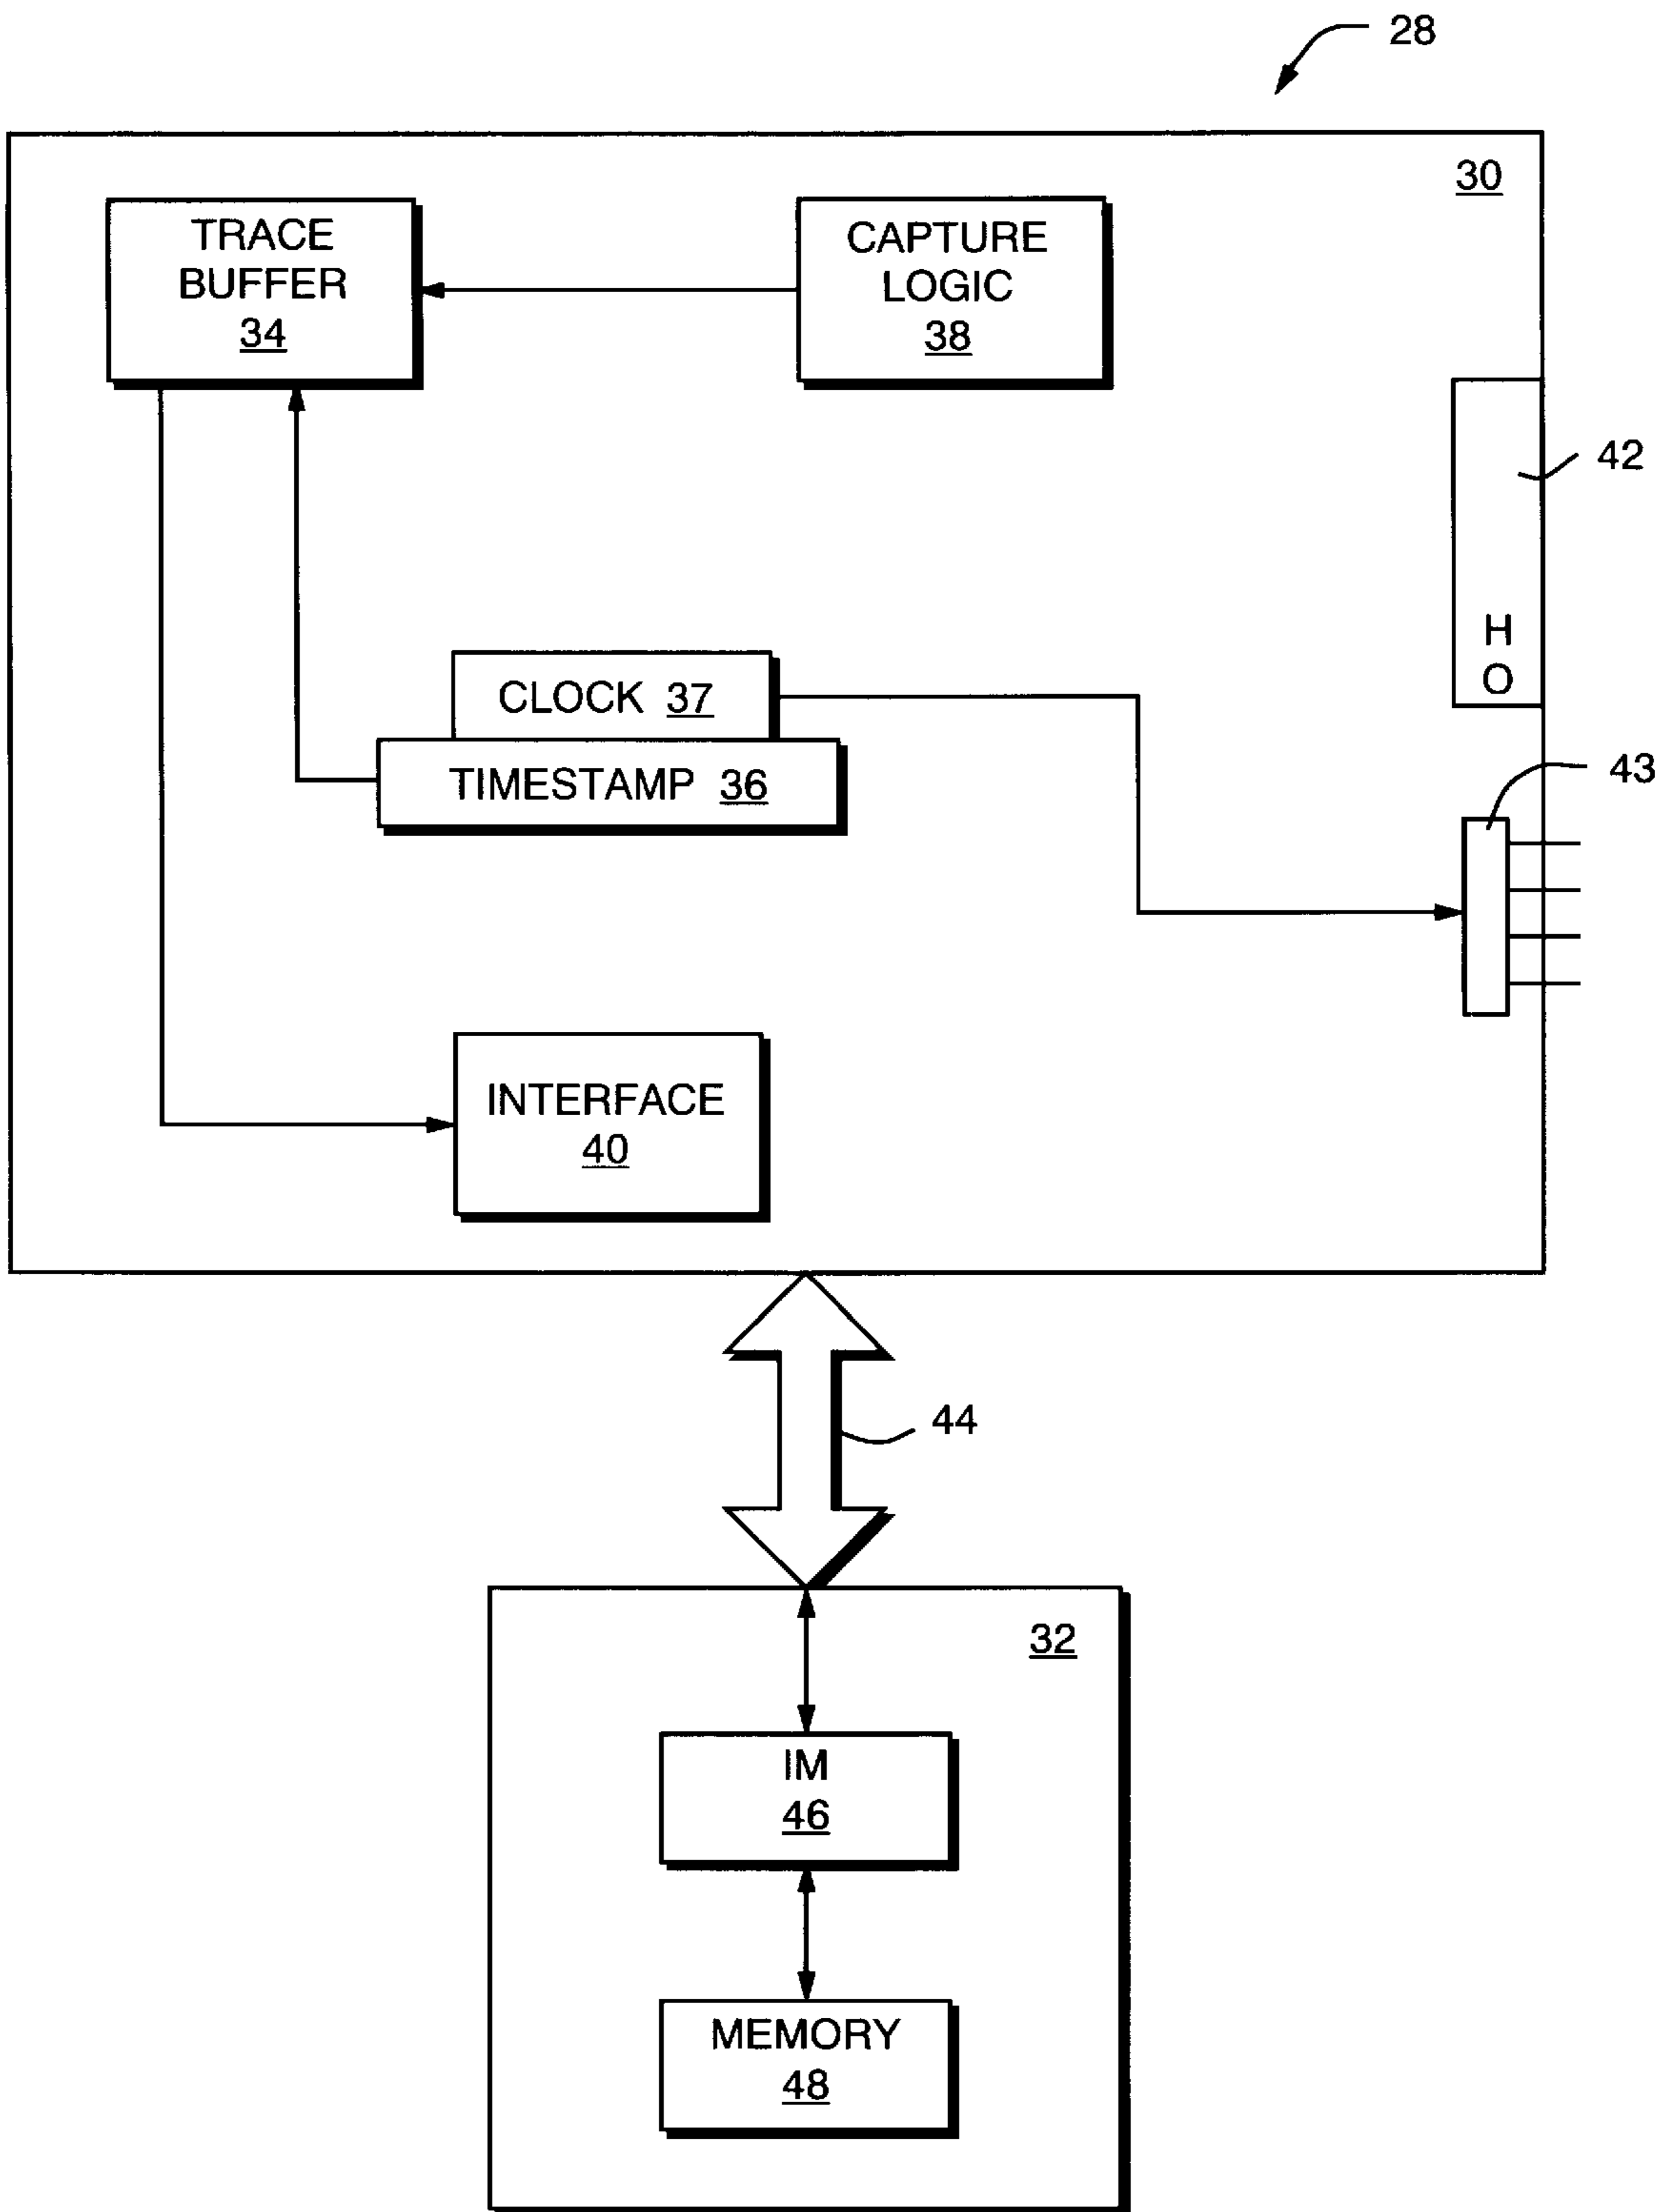 28
30
TRACE
BUFFER
34
CAPTURE
LOGIC
38
42
H
O
CLOCK 37
TIMESTAMP 36
43
INTERFACE
40
44
32
IM
46
MEMORY
48